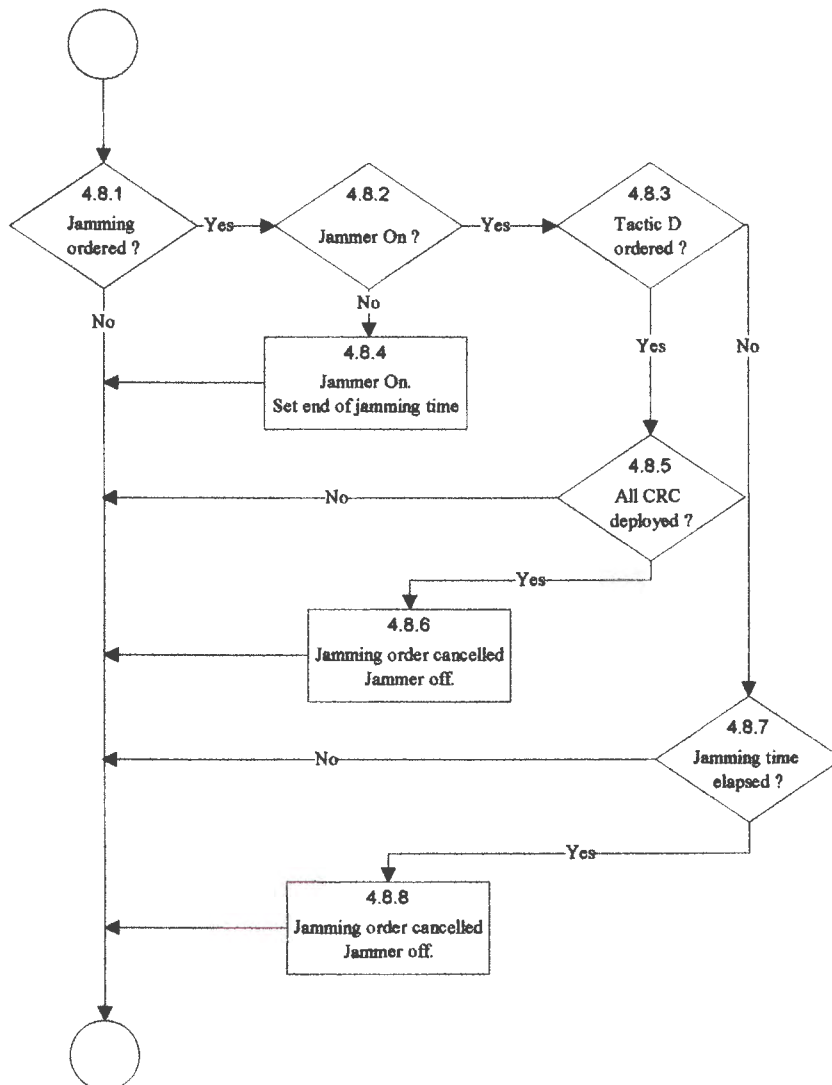 4.8.1
Jamming
ordered ?
Yes
4.8.2
Jammer On ?
Yes
4.8.3
Tactic D
ordered ?
No
No
Yes
No
4.8.4
Jammer On.
Set end of jamming time
4.8.5
All CRC
deployed ?
No
Yes
4.8.6
Jamming order cancelled
Jammer off.
4.8.7
Jamming time
elapsed ?
No
Yes
4.8.8
Jamming order cancelled
Jammer off.